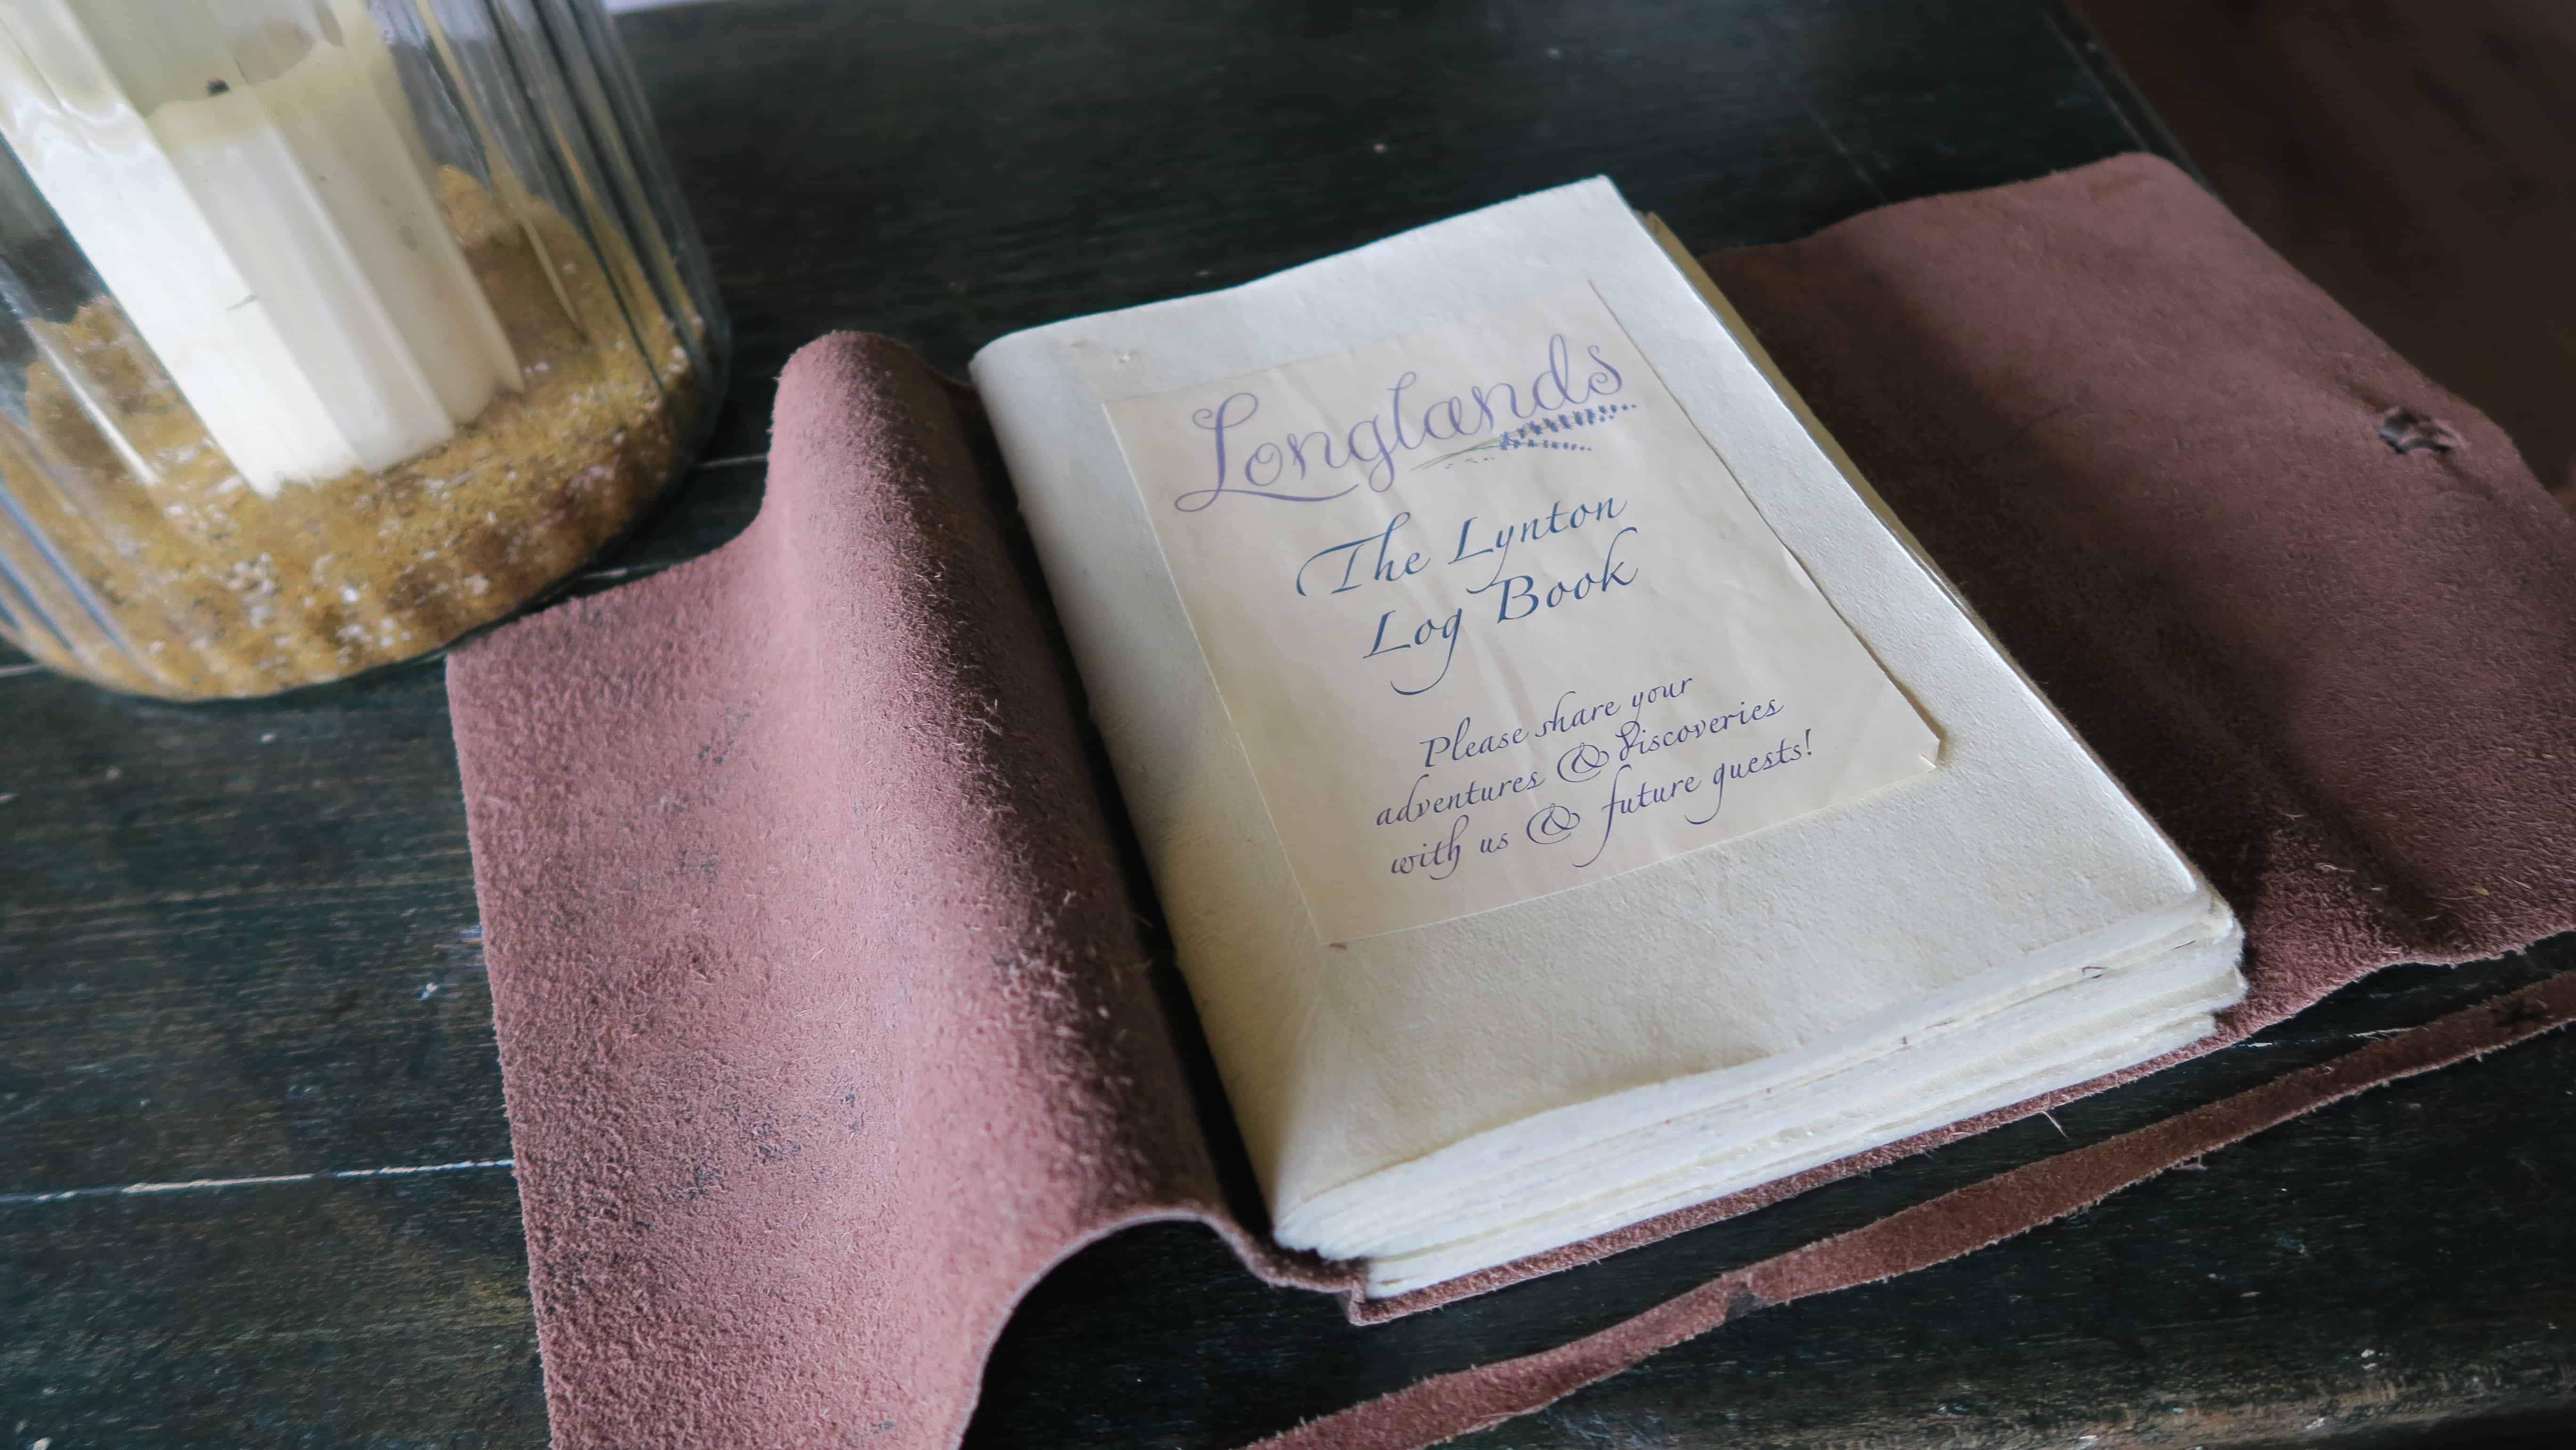 Longlands
The Lynton
Log Book
Please share your
adventures & discoveries
with us & future guests!